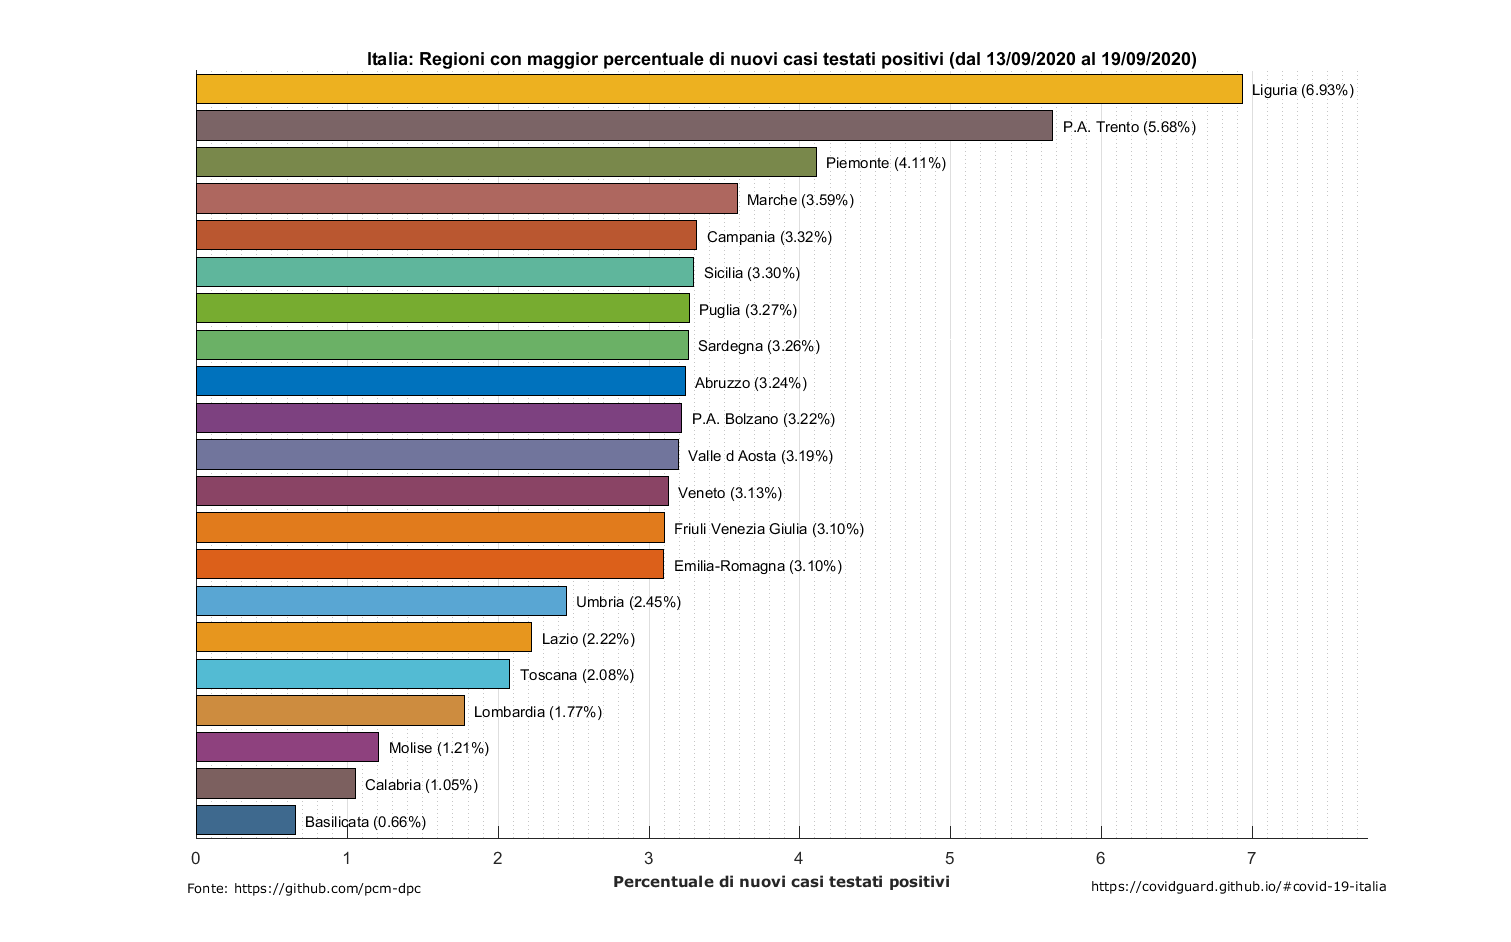 Italia: Regioni con maggior percentuale di nuovi casi testati positivi (dal 13/09/2020 al 19/09/2020)
Liguria (6.93%)
P.A. Trento (5.68%)
Piemonte (4.11%)
Marche (3.59%)
Campania (3.32%)
Sicilia (3.30%)
Puglia (3.27%)
Sardegna (3.26%)
Abruzzo (3.24%)
P.A. Bolzano (3.22%)
Valle d Aosta (3.19%)
Veneto (3.13%)
Friuli Venezia Giulia (3.10%)
Emilia-Romagna (3.10%)
Umbria (2.45%)
Lazio (2.22%)
Toscana (2.08%)
Lombardia (1.77%)
Molise (1.21%)
Calabria (1.05%)
Basilicata (0.66%)
0 1 2 3 4 5 6 7
Percentuale di nuovi casi testati positivi
Fonte: https://github.com/pcm-dpc
https://covidguard.github.io/#covid-19-italia